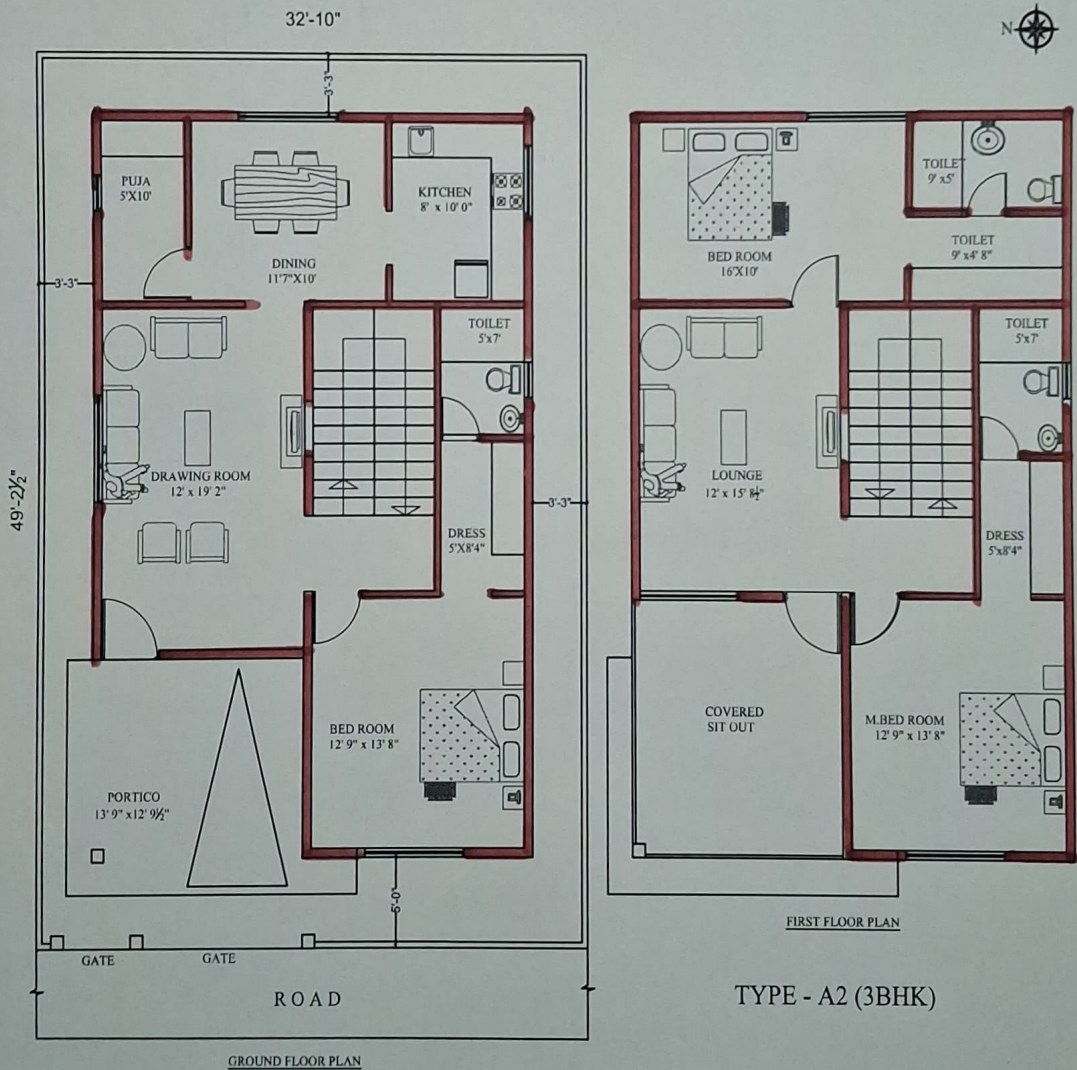 32'-10"
N
3'-3"
PUJA
5'X10'
KITCHEN
8' x 10' 0"
DINING
11'7"X10'
3'-3"
TOILET
5'x7'
DRAWING ROOM
12' x 19' 2"
49'-2½"
3'-3"
DRESS
5'X8'4"
BED ROOM
12' 9" x 13' 8"
PORTICO
13' 9" x12' 9½"
5'-0"
GATE
GATE
ROAD
GROUND FLOOR PLAN
TOILET
9' x5'
TOILET
9' x4' 8"
BED ROOM
16'X10'
TOILET
5'x7'
LOUNGE
12' x 15' 8½"
DRESS
5'x8'4"
COVERED
SIT OUT
M.BED ROOM
12' 9" x 13' 8"
FIRST FLOOR PLAN
TYPE - A2 (3BHK)